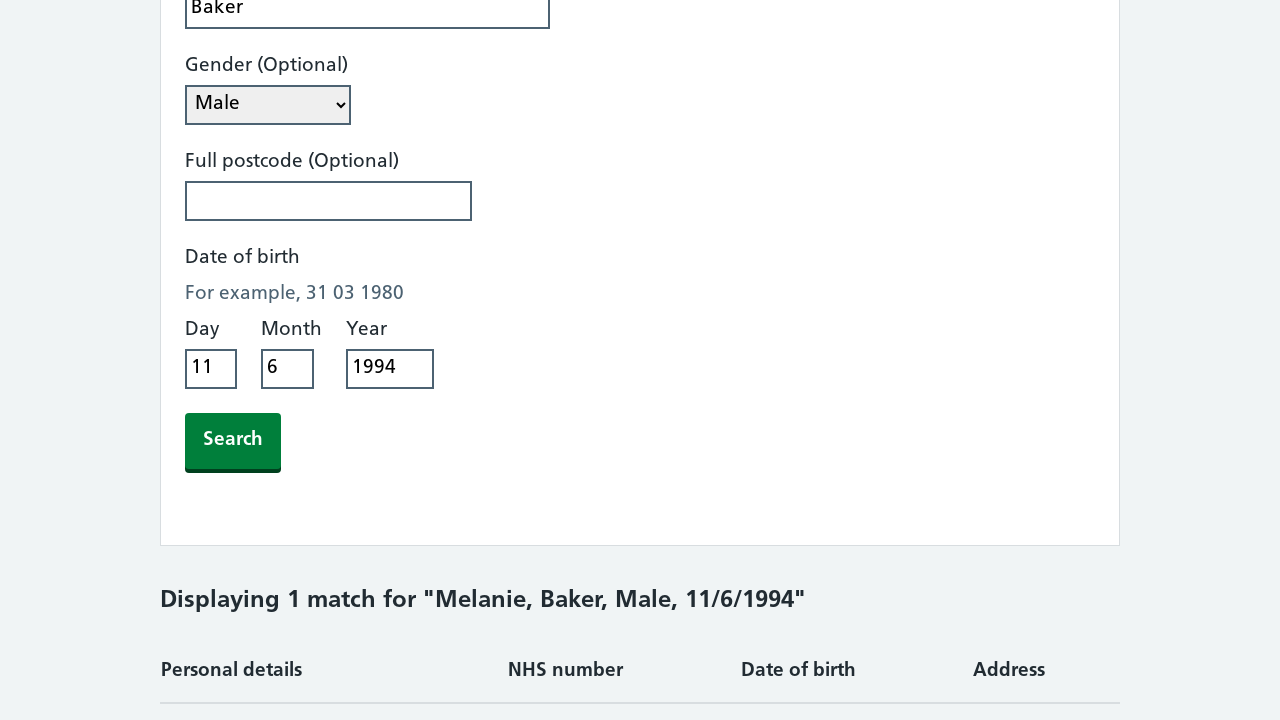 Baker
Gender (Optional)
Male
Full postcode (Optional)
Date of birth
For example, 31 03 1980
Day Month Year
11 6 1994
Search
Displaying 1 match for "Melanie, Baker, Male, 11/6/1994"
Personal details NHS number Date of birth Address